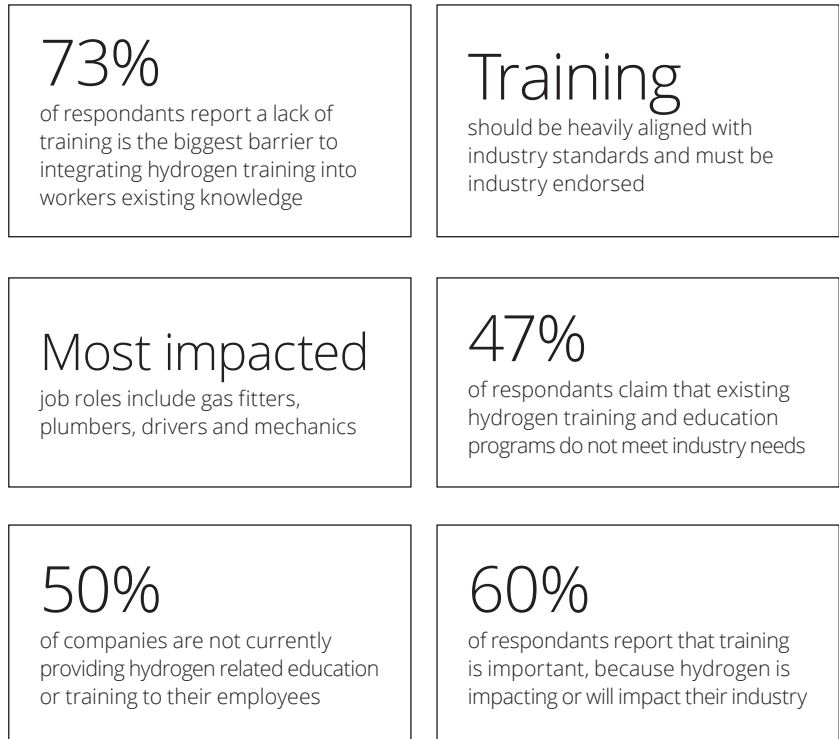 73%
of respondants report a lack of
training is the biggest barrier to
integrating hydrogen training into
workers existing knowledge
Training
should be heavily aligned with
industry standards and must be
industry endorsed
Most impacted
job roles include gas fitters,
plumbers, drivers and mechanics
47%
of respondants claim that existing
hydrogen training and education
programs do not meet industry needs
50%
of companies are not currently
providing hydrogen related education
or training to their employees
60%
of respondants report that training
is important, because hydrogen is
impacting or will impact their industry